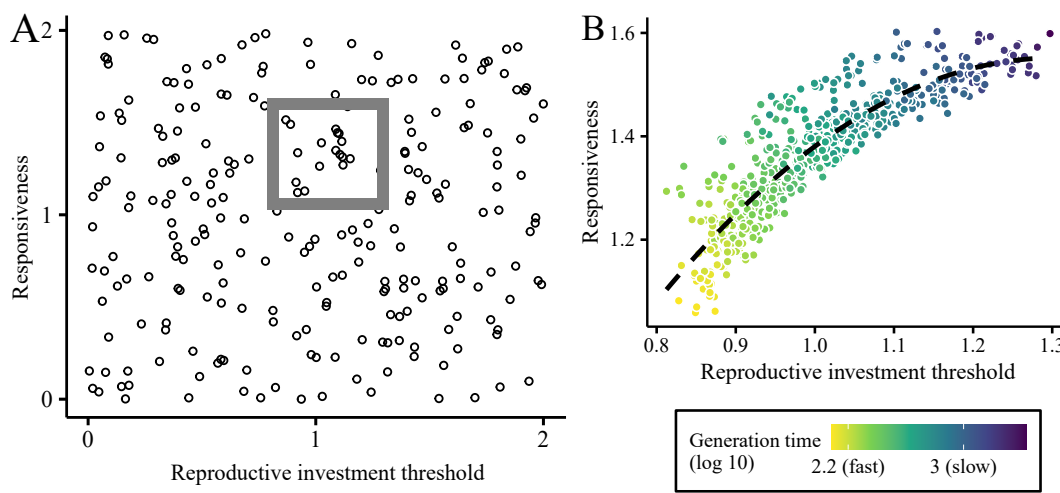 A
Responsiveness
2
1
0
0
1
2
Reproductive investment threshold
B
Responsiveness
1.6
1.4
1.2
0.8
0.9
1.0
1.1
1.2
1.3
Reproductive investment threshold
Generation time
(log 10)
2.2 (fast)
3 (slow)